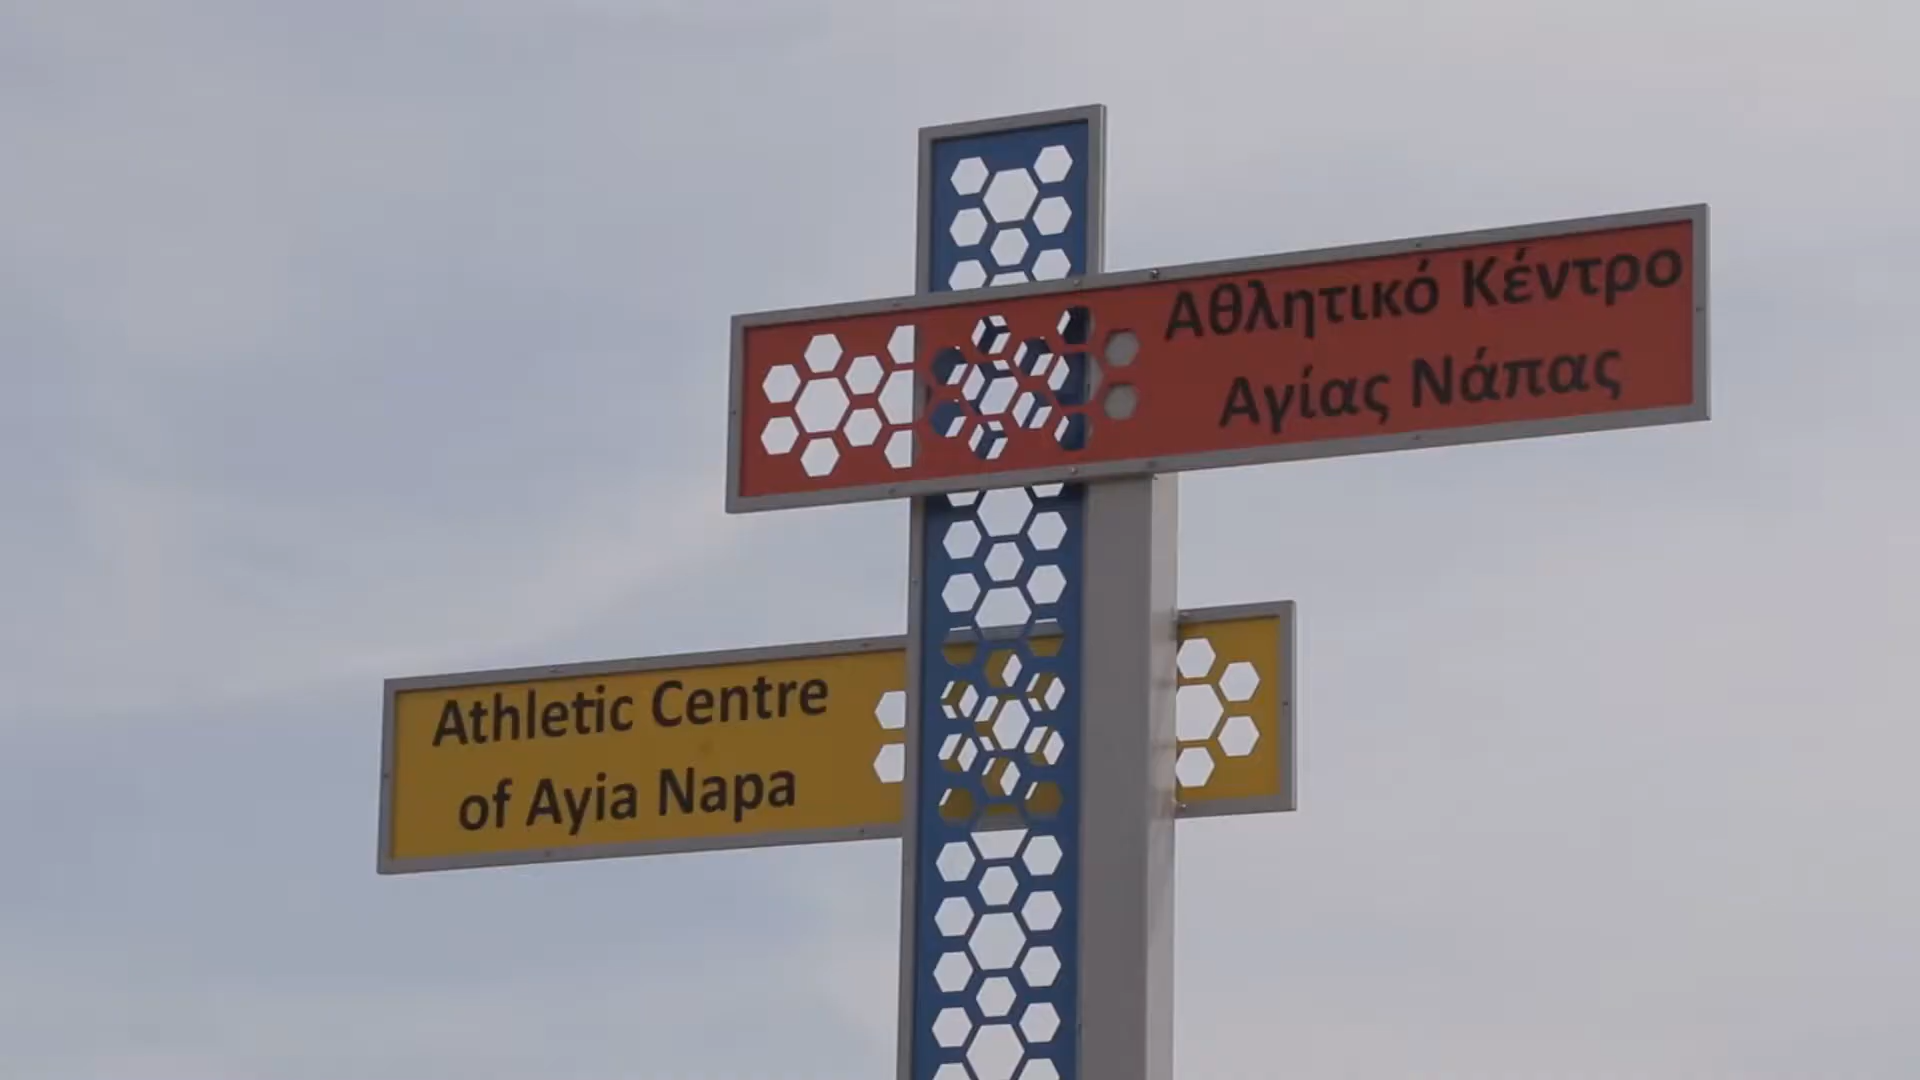 Αθλητικό Κέντρο
Αγίας Νάπας
Athletic Centre
of Ayia Napa